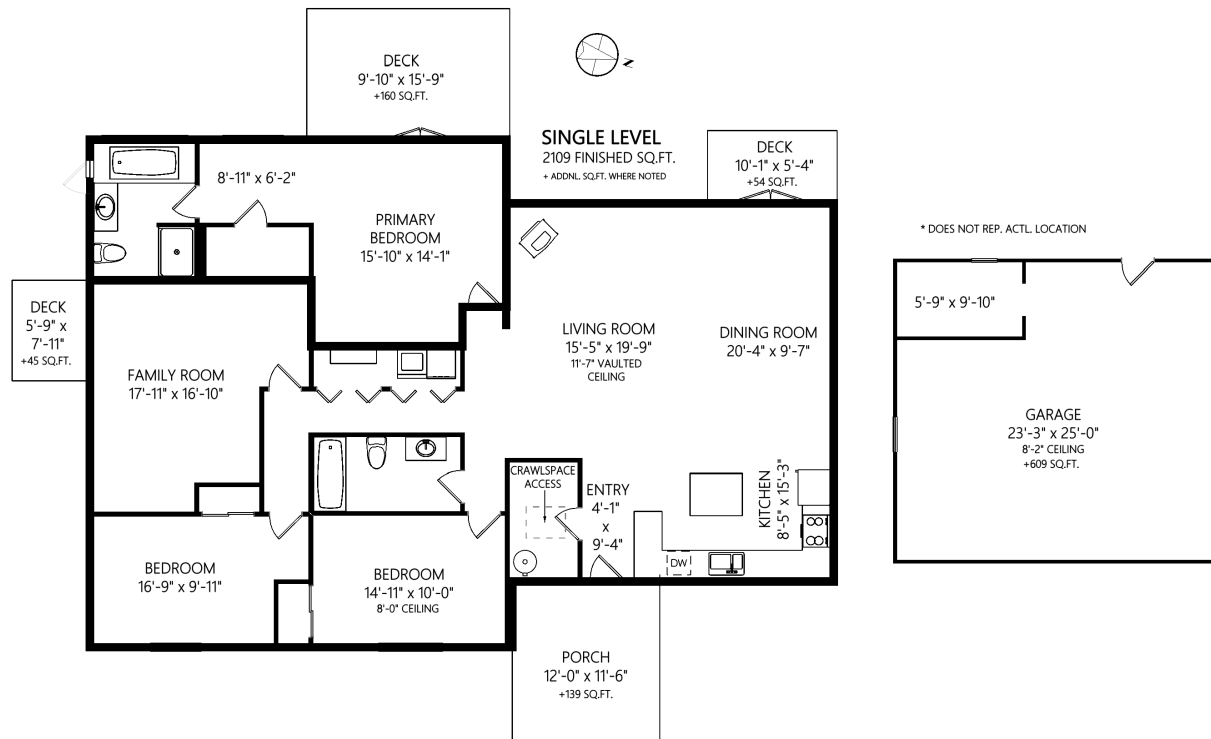 DECK
9'-10" x 15'-9"
+160 SQ.FT.
N
SINGLE LEVEL
2109 FINISHED SQ.FT.
+ ADDNL. SQ.FT. WHERE NOTED
DECK
10'-1" x 5'-4"
+54 SQ.FT.
8'-11" x 6'-2"
PRIMARY
BEDROOM
15'-10" x 14'-1"
* DOES NOT REP. ACTL. LOCATION
5'-9" x 9'-10"
DECK
5'-9" x
7'-11"
+45 SQ.FT.
FAMILY ROOM
17'-11" x 16'-10"
LIVING ROOM
15'-5" x 19'-9"
11'-7" VAULTED
CEILING
DINING ROOM
20'-4" x 9'-7"
GARAGE
23'-3" x 25'-0"
8'-2" CEILING
+609 SQ.FT.
CRAWLSPACE
ACCESS
ENTRY
4'-1"
x
9'-4"
KITCHEN
8'-5" x 15'-3"
DW
BEDROOM
16'-9" x 9'-11"
BEDROOM
14'-11" x 10'-0"
8'-0" CEILING
PORCH
12'-0" x 11'-6"
+139 SQ.FT.